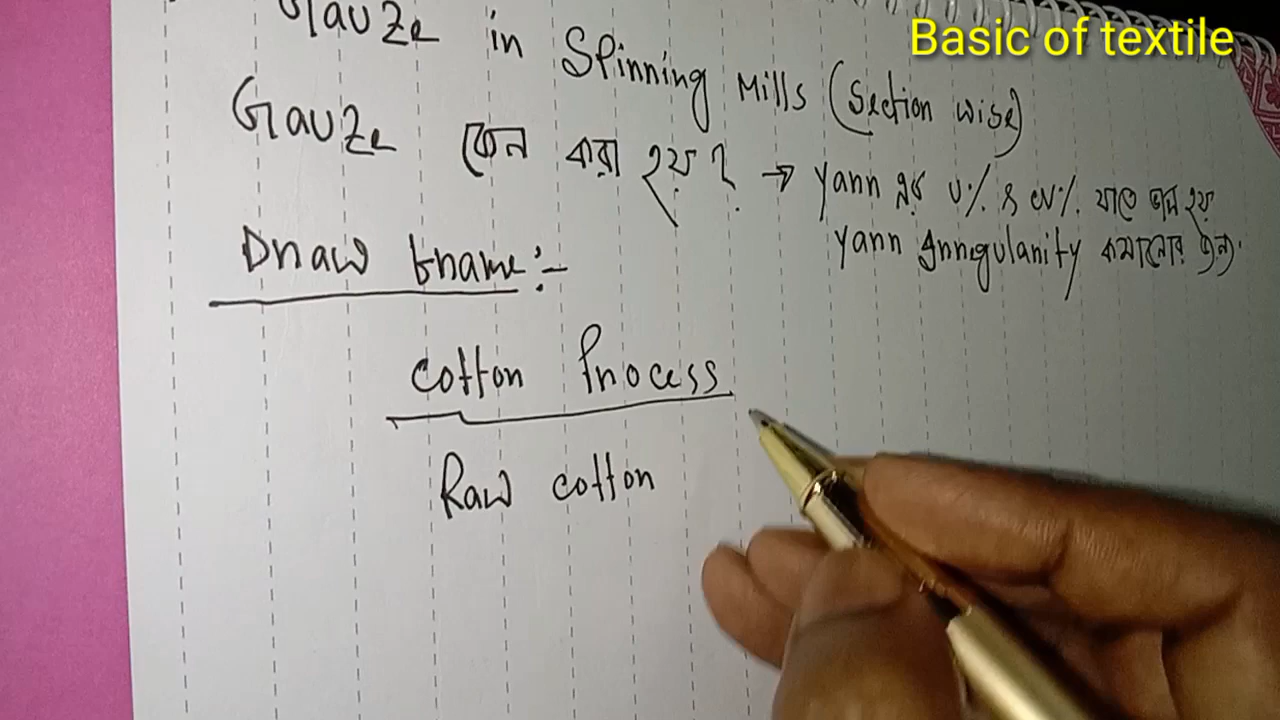 Basic of textile
Gauze in Spinning Mills (Section wise)
Gauze কেন করা হয় ? → Yarn এর U% ও CV% যাতে ভাল হয়
Yarn Irregularity কমানোর জন্য।
Draw frame :-
Cotton Process
Raw cotton